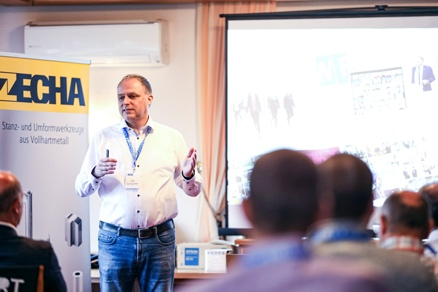 ZECHA
Stanz- und Umformwerkzeuge
aus Vollhartmetall